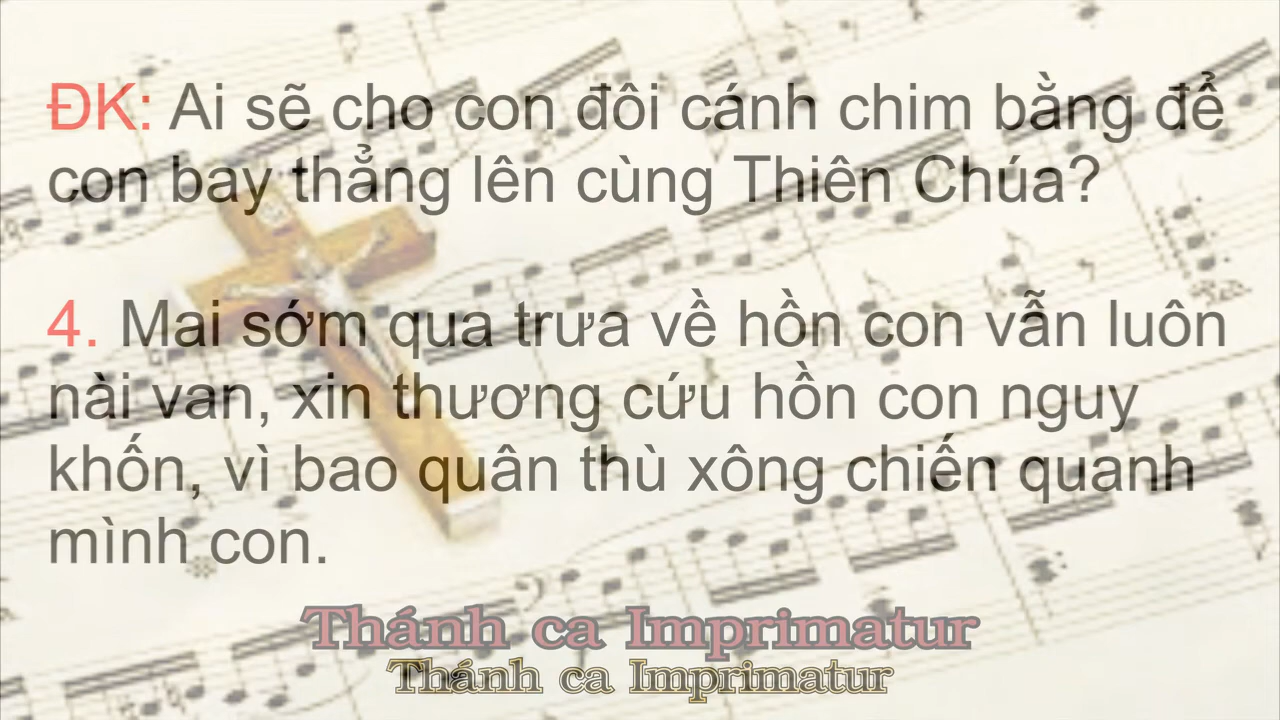 ĐK: Ai sẽ cho con đôi cánh chim bằng để
con bay thẳng lên cùng Thiên Chúa?
4. Mai sớm qua trưa về hồn con vẫn luôn
nài van, xin thương cứu hồn con nguy
khốn, vì bao quân thù xông chiến quanh
mình con.
Thánh ca Imprimatur
Thánh ca Imprimatur